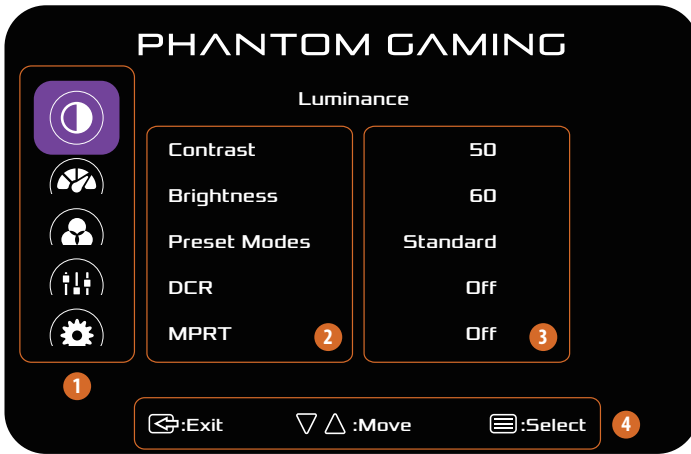 PHANTOM GAMING
Luminance
Contrast 50
Brightness 60
Preset Modes Standard
DCR Off
MPRT 2 Off 3
1
:Exit :Move :Select 4